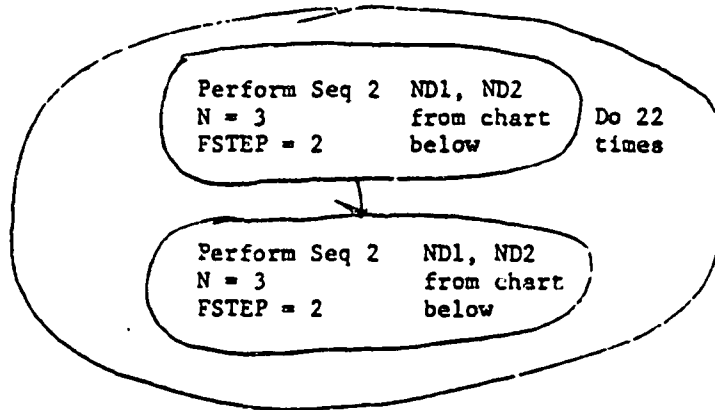 Perform Seq 2 ND1, ND2
N = 3 from chart Do 22
FSTEP = 2 below times
Perform Seq 2 ND1, ND2
N = 3 from chart
FSTEP = 2 below